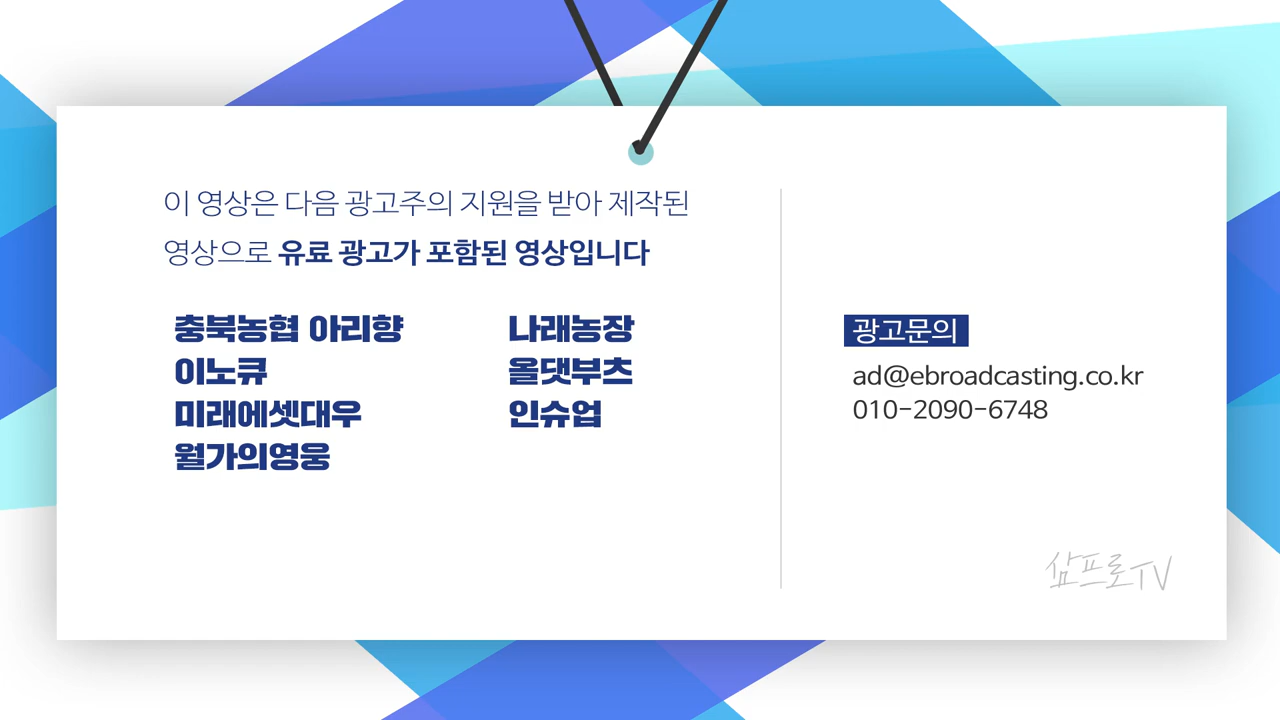 이 영상은 다음 광고주의 지원을 받아 제작된
영상으로 유료 광고가 포함된 영상입니다
충북농협 아리향
이노큐
미래에셋대우
월가의영웅
나래농장
올댓부츠
인슈업
광고문의
ad@ebroadcasting.co.kr
010-2090-6748
삼프로TV